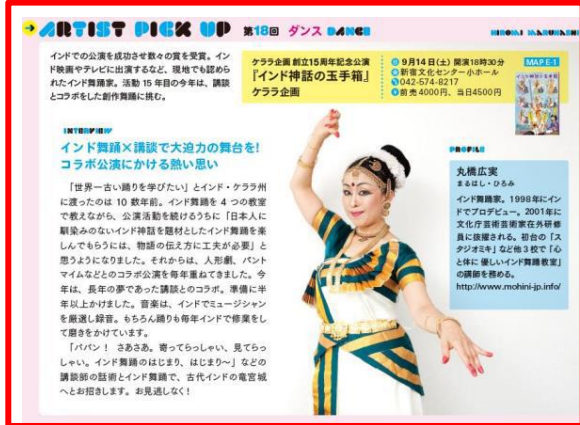 ARTIST PICK UP 第18回 ダンス DANCE
HIROMI MARUHASHI
インドでの公演を成功させ数々の賞を受賞。イン
ド映画やテレビに出演するなど、現地でも認めら
れたインド舞踊家。活動15年目の今年は、講談
とコラボをした創作舞踊に挑む。
ケララ企画 創立15周年記念公演
『インド神話の玉手箱』
ケララ企画
9月14日(土) 開演18時30分
新宿文化センター小ホール
042-574-8217
前売4000円、当日4500円
MAP E-1
INTERVIEW
インド舞踊×講談で大迫力の舞台を!
コラボ公演にかける熱い思い
「世界一古い踊りを学びたい」とインド・ケララ州
に渡ったのは10数年前。インド舞踊を4つの教室
で教えながら、公演活動を続けるうちに「日本人に
馴染みのないインド神話を題材としたインド舞踊を楽
しんでもらうには、物語の伝え方に工夫が必要」と
思うようになりました。それからは、人形劇、パント
マイムなどとのコラボ公演を毎年重ねてきました。今
年は、長年の夢であった講談とのコラボ。準備に半
年以上かけました。音楽は、インドでミュージシャン
を厳選し録音。もちろん踊りも毎年インドで修業をし
て磨きをかけています。
「パパン! さあさあ。寄ってらっしゃい、見てらっ
しゃい。インド舞踊のはじまり、はじまり〜」などの
講談師の話術とインド舞踊で、古代インドの竜宮城
へとお招きします。お見逃しなく!
PROFILE
丸橋広実
まるはし・ひろみ
インド舞踊家。1998年にイン
ドでプロデビュー。2001年に
文化庁芸術芸術家在外研修
員に抜擢される。初台の「ス
タジオミキ」など他3校で「心
と体に優しいインド舞踊教室」
の講師を務める。
http://www.mohini-jp.info/